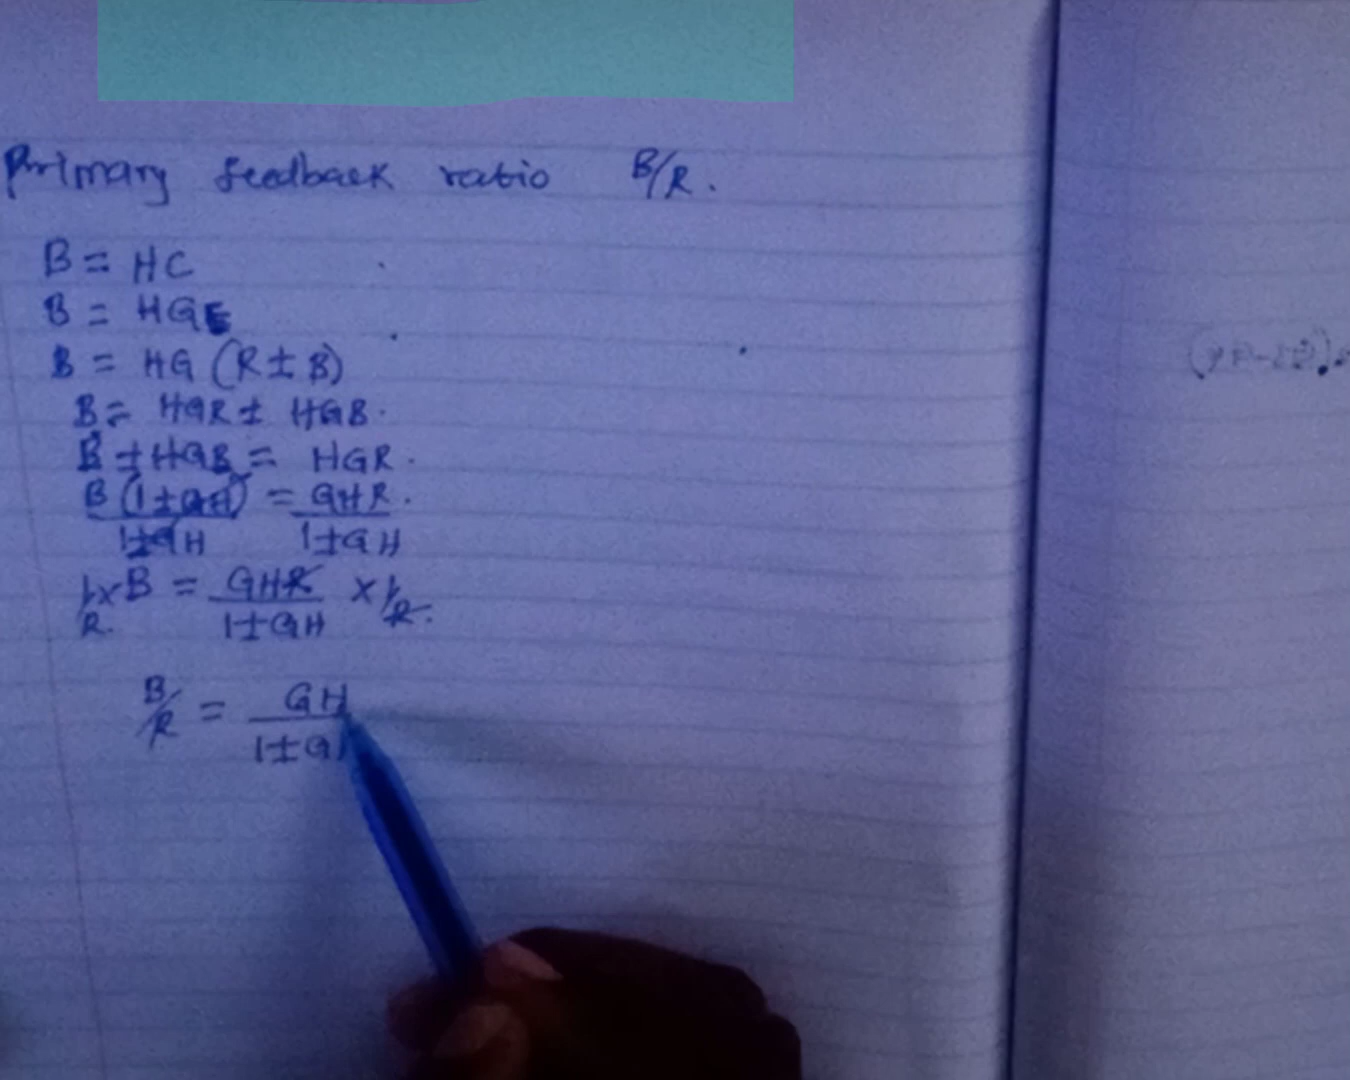 Primary feedback ratio B/R.
B = HC
B = HGE
B = HG (R ± B)
B = HGR ± HGB.
B ± HGB = HGR.
B (1 ± GH) = GHR.
1±GH 1±GH
1/R. × B = GHR/1±GH × 1/R.
B/R = GH
1±G